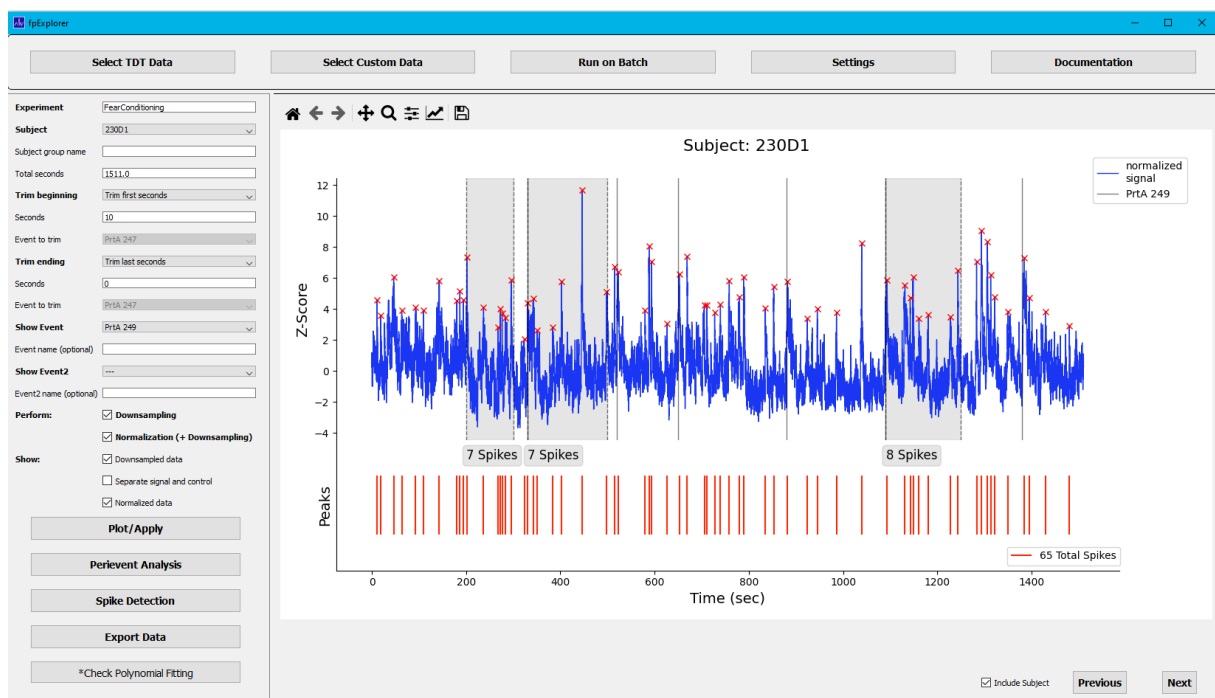 fpExplorer
Select TDT Data
Select Custom Data
Run on Batch
Settings
Documentation
Experiment FearConditioning
Subject 230D1
Subject group name
Total seconds 1511.0
Trim beginning Trim first seconds
Seconds 10
Event to trim PrtA 247
Trim ending Trim last seconds
Seconds 0
Event to trim PrtA 247
Show Event PrtA 249
Event name (optional)
Show Event2 ---
Event2 name (optional)
Perform: Downsampling
Normalization (+ Downsampling)
Show: Downsampled data
Separate signal and control
Normalized data
Plot/Apply
Perievent Analysis
Spike Detection
Export Data
*Check Polynomial Fitting
Subject: 230D1
normalized
signal
PrtA 249
Z-Score
12
10
8
6
4
2
0
−2
−4
7 Spikes
7 Spikes
8 Spikes
Peaks
65 Total Spikes
0 200 400 600 800 1000 1200 1400
Time (sec)
Include Subject
Previous
Next